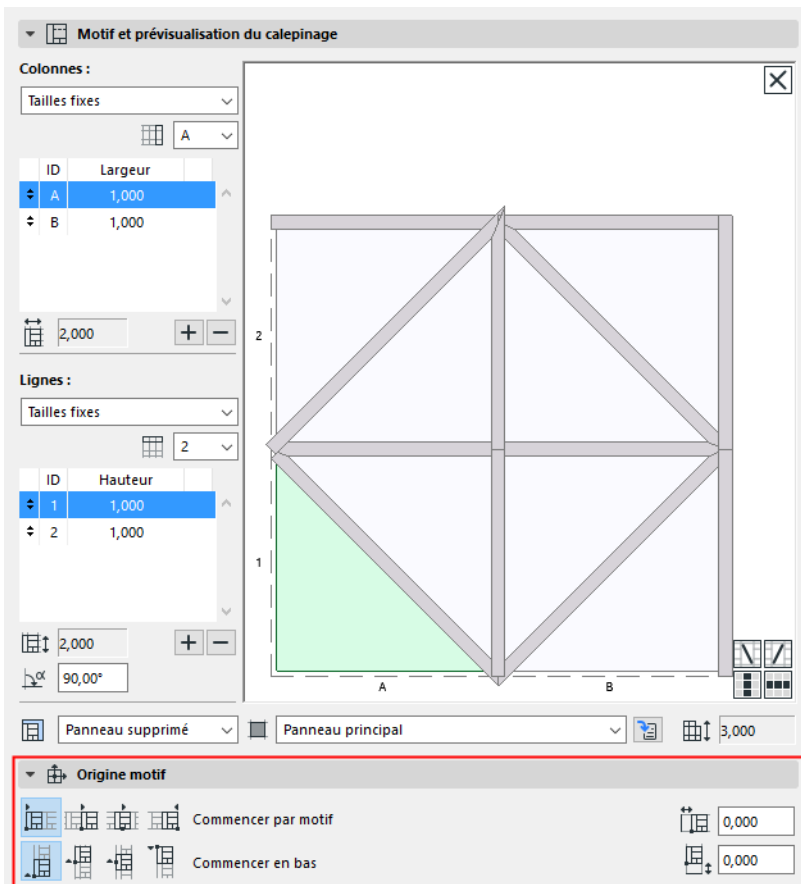 Motif et prévisualisation du calepinage
Colonnes :
Tailles fixes
A
ID Largeur
A 1,000
B 1,000
2,000
Lignes :
Tailles fixes
2
ID Hauteur
1 1,000
2 1,000
2,000
α 90,00°
2
1
A B
Panneau supprimé Panneau principal 3,000
Origine motif
Commencer par motif 0,000
Commencer en bas 0,000